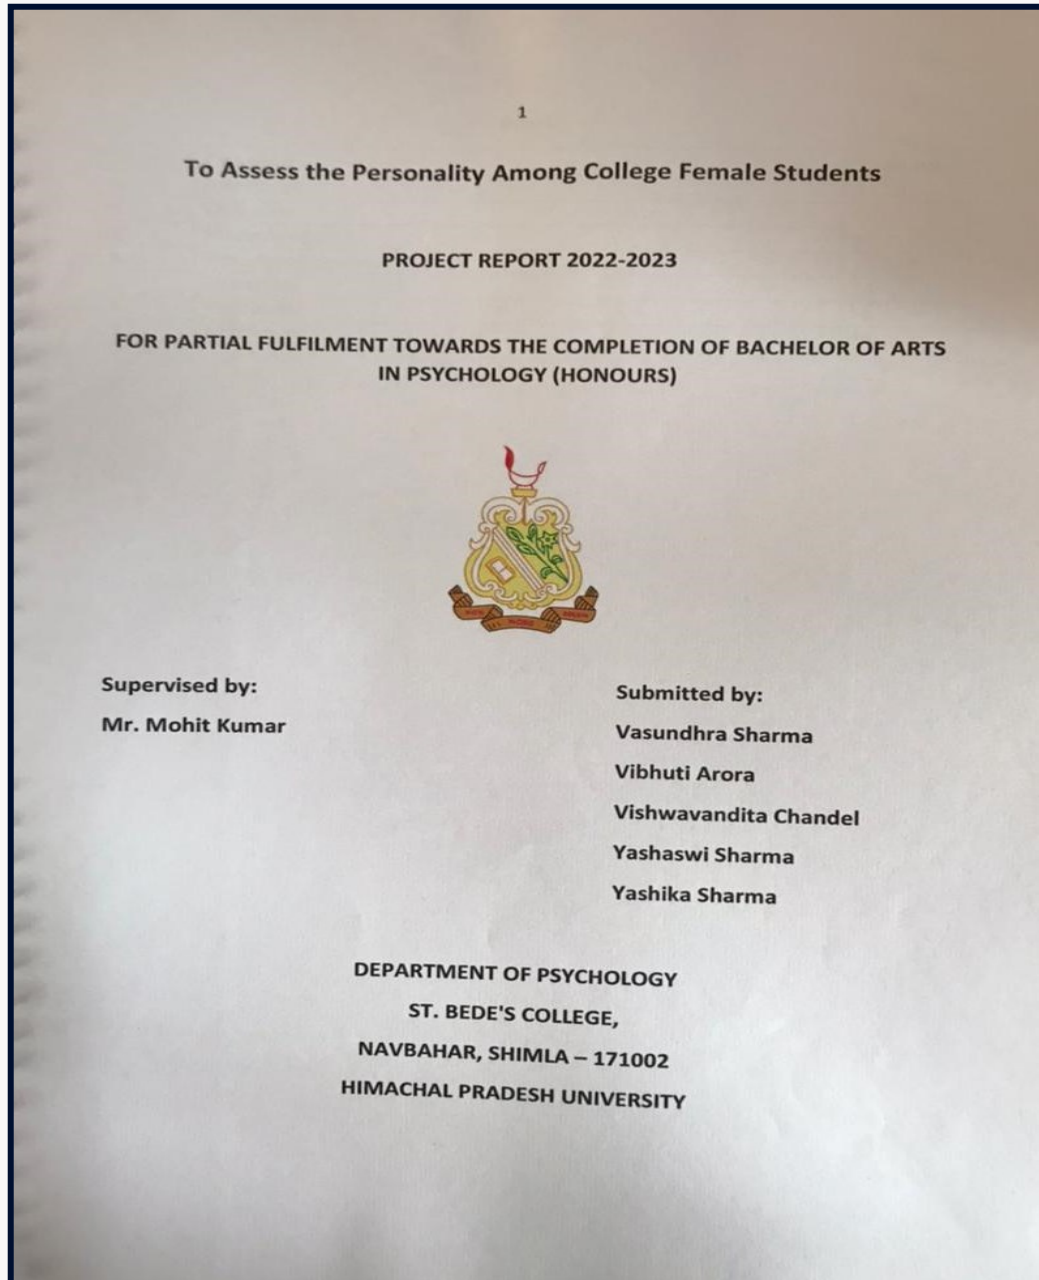 1
To Assess the Personality Among College Female Students
PROJECT REPORT 2022-2023
FOR PARTIAL FULFILMENT TOWARDS THE COMPLETION OF BACHELOR OF ARTS
IN PSYCHOLOGY (HONOURS)
Supervised by:
Mr. Mohit Kumar
Submitted by:
Vasundhra Sharma
Vibhuti Arora
Vishwavandita Chandel
Yashaswi Sharma
Yashika Sharma
DEPARTMENT OF PSYCHOLOGY
ST. BEDE'S COLLEGE,
NAVBAHAR, SHIMLA – 171002
HIMACHAL PRADESH UNIVERSITY